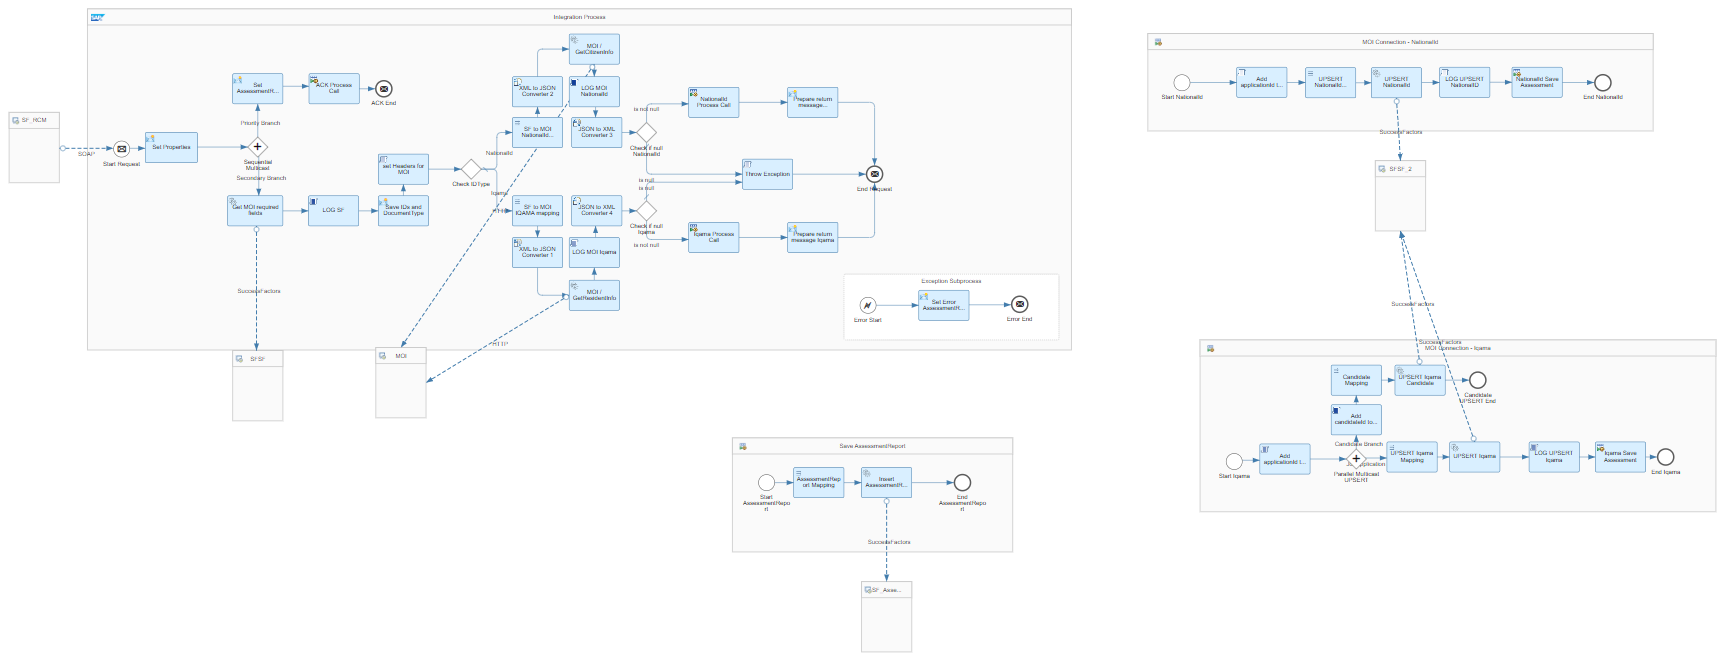 SAP
Integration Process
SF_RCM
SOAP
Start Request
Set Properties
Sequential
Multicast
Priority Branch
Secondary Branch
Set
AssessmentR...
ACK Process
Call
ACK End
Get MOI required
fields
LOG SF
Save IDs and
DocumentType
set Headers for
MOI
Check IDType
NationalId
Iqama
HTTP
SF to MOI
NationalId...
XML to JSON
Converter 2
MOI /
GetCitizenInfo
LOG MOI
NationalId
JSON to XML
Converter 3
Check if null
NationalId
is not null
is null
NationalId
Process Call
Prepare return
message...
Throw Exception
End Request
SF to MOI
IQAMA mapping
XML to JSON
Converter 1
MOI /
GetResidentInfo
LOG MOI Iqama
JSON to XML
Converter 4
Check if null
Iqama
is null
is not null
Iqama Process
Call
Prepare return
message Iqama
Exception Subprocess
Error Start
Set Error
AssessmentR...
Error End
SuccessFactors
SFSF
HTTP
MOI
Save AssessmentReport
Start
AssessmentRepo
rt
AssessmentRep
ort Mapping
Insert
AssessmentR...
End
AssessmentRepo
rt
SuccessFactors
SF_Asse...
MOI Connection - NationalId
Start NationalId
Add
applicationId t...
UPSERT
NationalId...
UPSERT
NationalId
LOG UPSERT
NationalID
NationalId Save
Assessment
End NationalId
SuccessFactors
SFSF_2
SuccessFactors
SuccessFactors
MOI Connection - Iqama
Candidate
Mapping
UPSERT Iqama
Candidate
Candidate
UPSERT End
Add
candidateId to...
Candidate Branch
Start Iqama
Add
applicationId t...
Parallel Multicast
UPSERT
UPSERT Iqama
Mapping
UPSERT Iqama
LOG UPSERT
Iqama
Iqama Save
Assessment
End Iqama